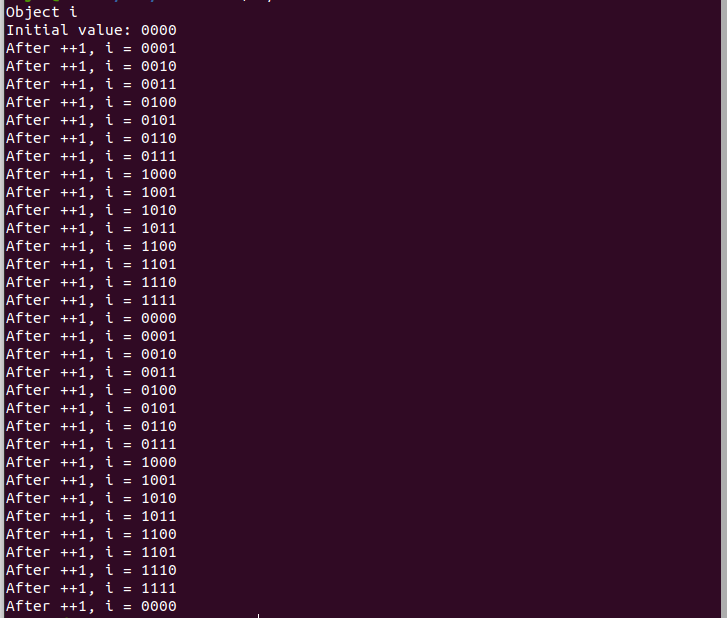 Object i
Initial value: 0000
After ++1, i = 0001
After ++1, i = 0010
After ++1, i = 0011
After ++1, i = 0100
After ++1, i = 0101
After ++1, i = 0110
After ++1, i = 0111
After ++1, i = 1000
After ++1, i = 1001
After ++1, i = 1010
After ++1, i = 1011
After ++1, i = 1100
After ++1, i = 1101
After ++1, i = 1110
After ++1, i = 1111
After ++1, i = 0000
After ++1, i = 0001
After ++1, i = 0010
After ++1, i = 0011
After ++1, i = 0100
After ++1, i = 0101
After ++1, i = 0110
After ++1, i = 0111
After ++1, i = 1000
After ++1, i = 1001
After ++1, i = 1010
After ++1, i = 1011
After ++1, i = 1100
After ++1, i = 1101
After ++1, i = 1110
After ++1, i = 1111
After ++1, i = 0000